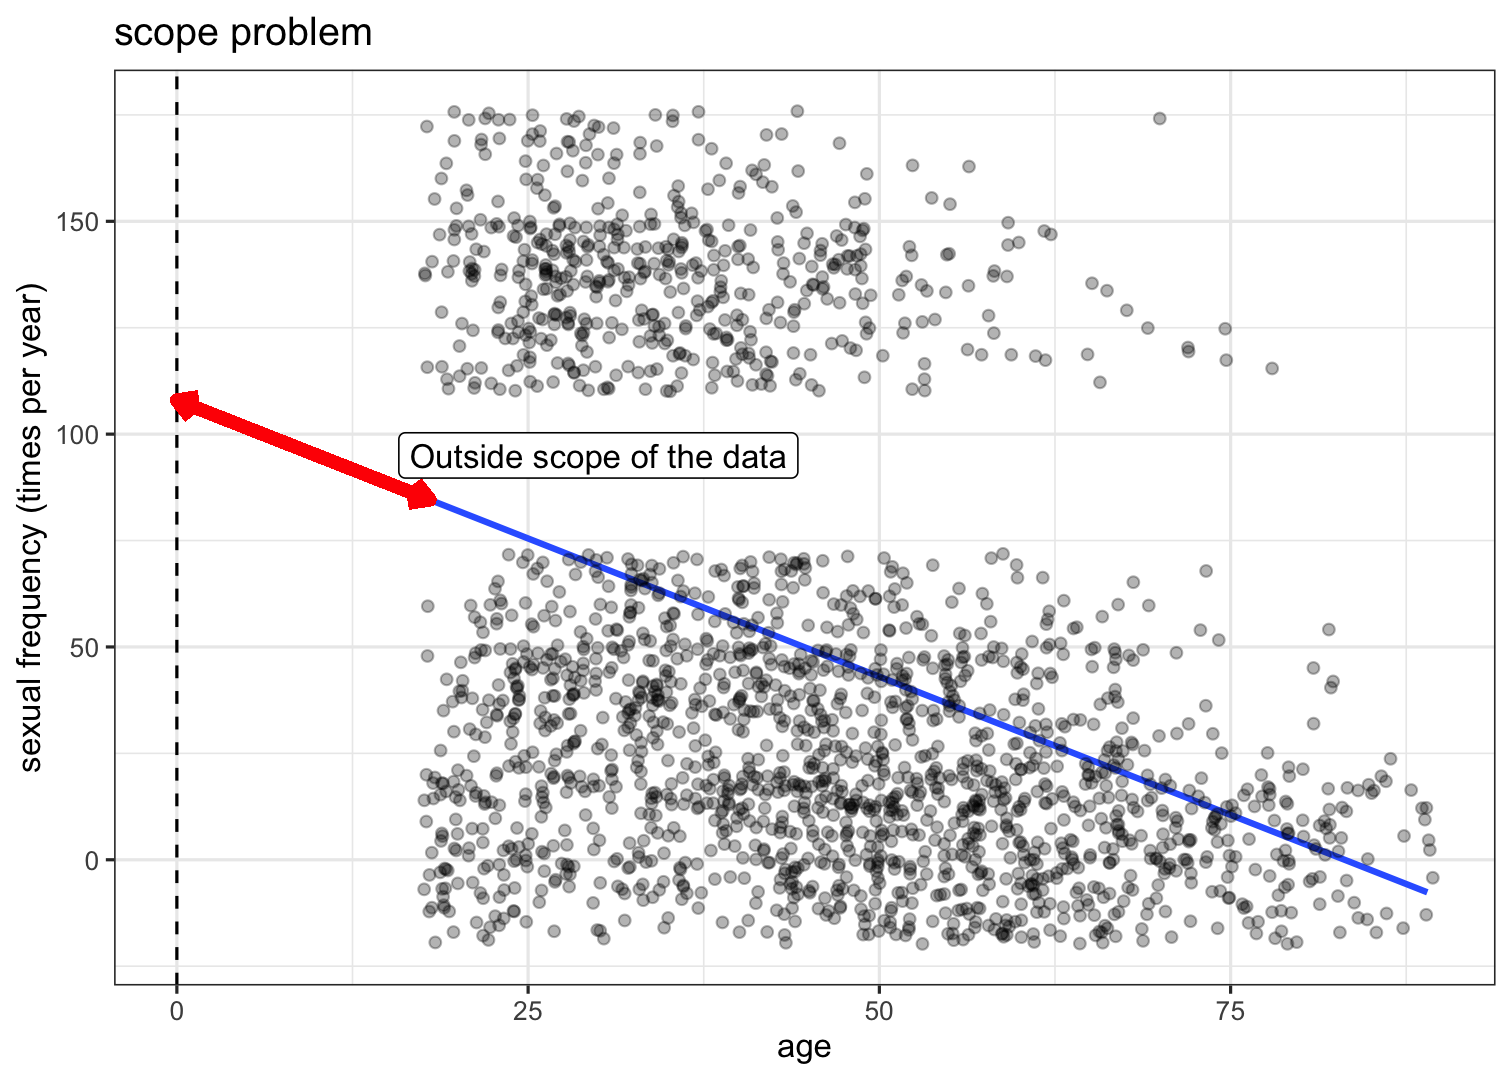 scope problem
150
100
50
0
sexual frequency (times per year)
Outside scope of the data
0
25
50
75
age